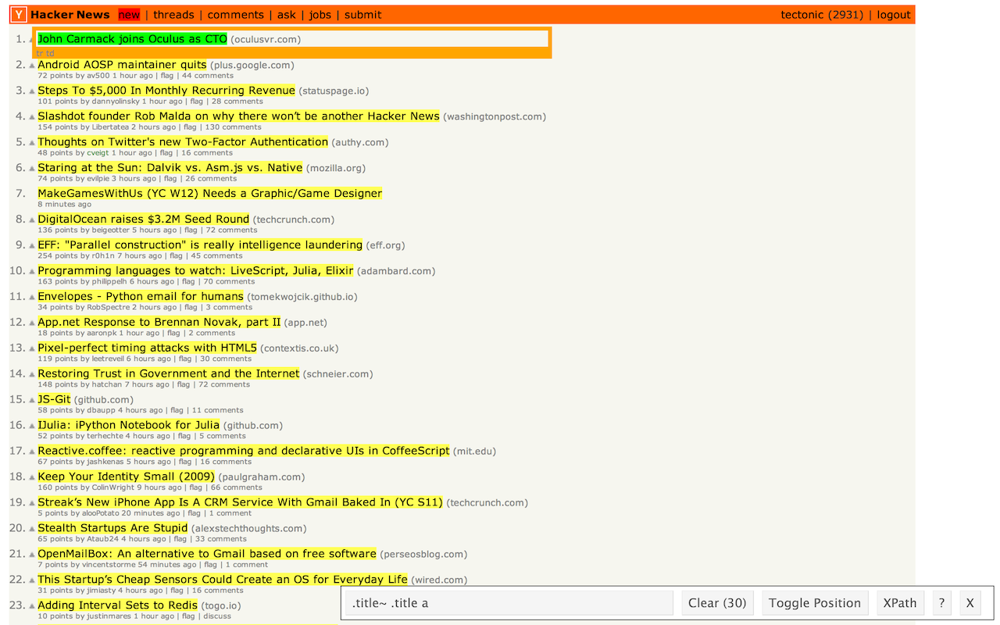 Y Hacker News new | threads | comments | ask | jobs | submit tectonic (2931) | logout
1. John Carmack joins Oculus as CTO (oculusvr.com)
tr td
2. Android AOSP maintainer quits (plus.google.com)
72 points by av500 1 hour ago | flag | 44 comments
3. Steps To $5,000 In Monthly Recurring Revenue (statuspage.io)
101 points by dannyolinsky 1 hour ago | flag | 28 comments
4. Slashdot founder Rob Malda on why there won’t be another Hacker News (washingtonpost.com)
154 points by Libertatea 2 hours ago | flag | 130 comments
5. Thoughts on Twitter's new Two-Factor Authentication (authy.com)
48 points by cveigt 1 hour ago | flag | 16 comments
6. Staring at the Sun: Dalvik vs. Asm.js vs. Native (mozilla.org)
74 points by evilpie 3 hours ago | flag | 26 comments
7. MakeGamesWithUs (YC W12) Needs a Graphic/Game Designer
8 minutes ago
8. DigitalOcean raises $3.2M Seed Round (techcrunch.com)
136 points by beigeotter 5 hours ago | flag | 72 comments
9. EFF: "Parallel construction" is really intelligence laundering (eff.org)
254 points by r0h1n 7 hours ago | flag | 45 comments
10. Programming languages to watch: LiveScript, Julia, Elixir (adambard.com)
163 points by philippelh 6 hours ago | flag | 70 comments
11. Envelopes - Python email for humans (tomekwojcik.github.io)
34 points by RobSpectre 2 hours ago | flag | 3 comments
12. App.net Response to Brennan Novak, part II (app.net)
18 points by aaronpk 1 hour ago | flag | 2 comments
13. Pixel-perfect timing attacks with HTML5 (contextis.co.uk)
119 points by leetreveil 6 hours ago | flag | 30 comments
14. Restoring Trust in Government and the Internet (schneier.com)
148 points by hatchan 7 hours ago | flag | 72 comments
15. JS-Git (github.com)
58 points by dbaupp 4 hours ago | flag | 11 comments
16. IJulia: iPython Notebook for Julia (github.com)
52 points by terhechte 4 hours ago | flag | 5 comments
17. Reactive.coffee: reactive programming and declarative UIs in CoffeeScript (mit.edu)
67 points by jashkenas 5 hours ago | flag | 16 comments
18. Keep Your Identity Small (2009) (paulgraham.com)
160 points by ColinWright 9 hours ago | flag | 66 comments
19. Streak’s New iPhone App Is A CRM Service With Gmail Baked In (YC S11) (techcrunch.com)
5 points by alooPotato 20 minutes ago | flag | 1 comment
20. Stealth Startups Are Stupid (alexstechthoughts.com)
65 points by Ataub24 4 hours ago | flag | 33 comments
21. OpenMailBox: An alternative to Gmail based on free software (perseosblog.com)
7 points by vincentstorme 54 minutes ago | flag | 1 comment
22. This Startup’s Cheap Sensors Could Create an OS for Everyday Life (wired.com)
31 points by jimiasty 4 hours ago | flag | 16 comments
23. Adding Interval Sets to Redis (togo.io)
10 points by justinmares 1 hour ago | flag | discuss
.title~ .title a Clear (30) Toggle Position XPath ? X